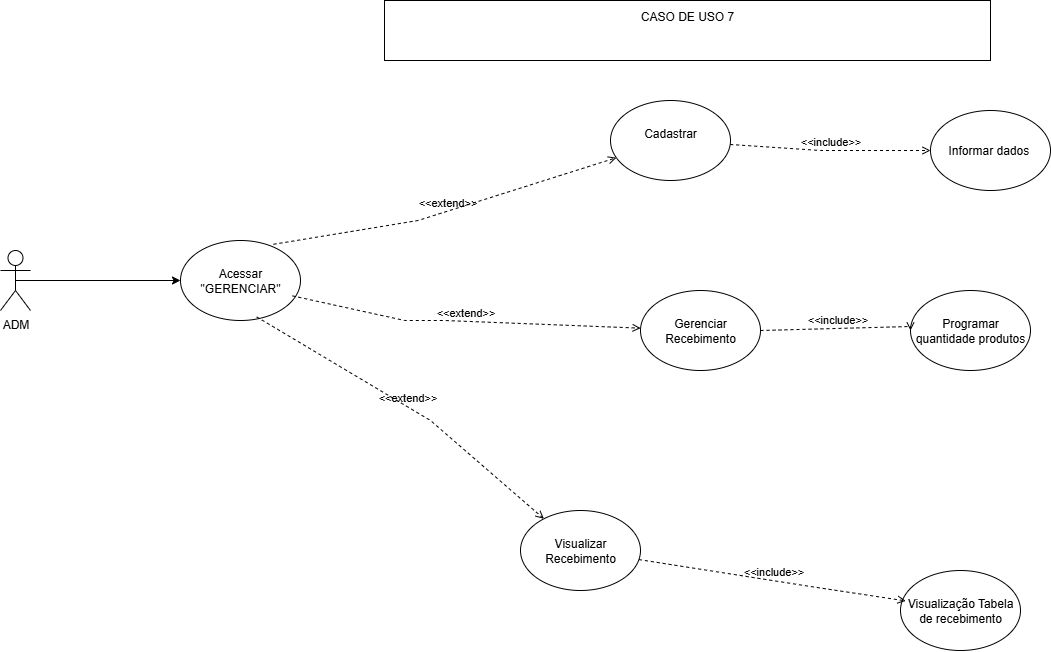 CASO DE USO 7
Cadastrar
<<include>>
Informar dados
<<extend>>
Acessar
"GERENCIAR"
ADM
<<extend>>
Gerenciar
Recebimento
<<include>>
Programar
quantidade produtos
<<extend>>
Visualizar
Recebimento
<<include>>
Visualização Tabela
de recebimento